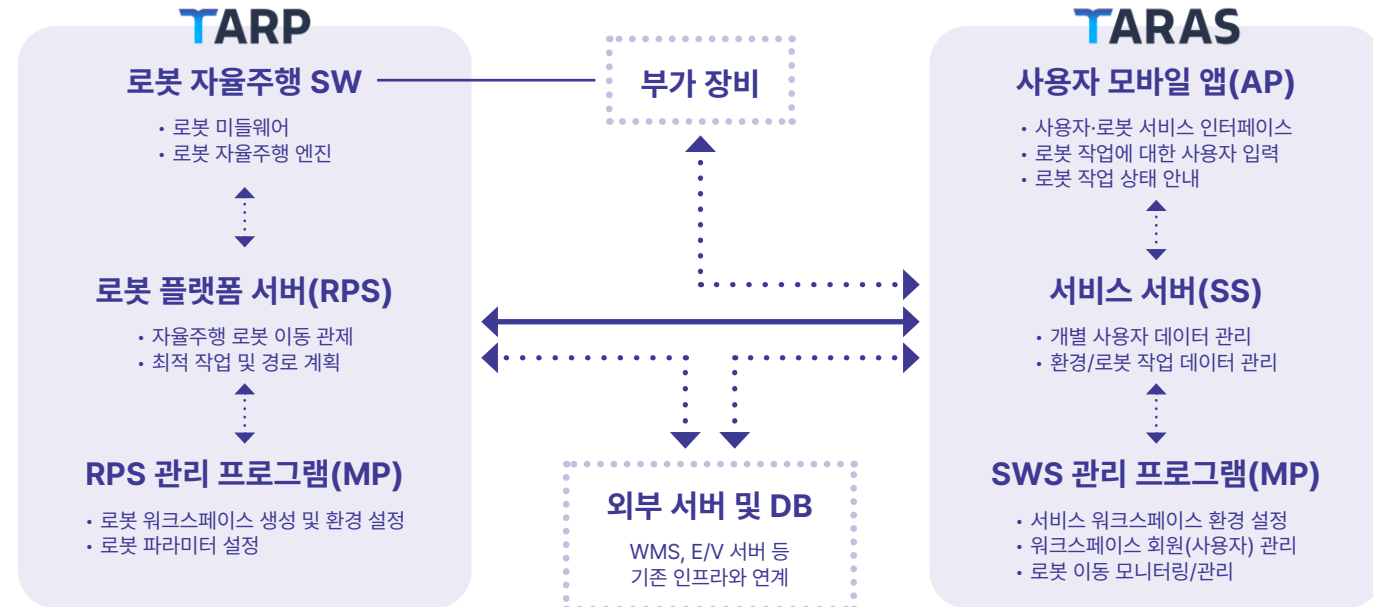 TARP
로봇 자율주행 SW
• 로봇 미들웨어
• 로봇 자율주행 엔진
로봇 플랫폼 서버(RPS)
• 자율주행 로봇 이동 관제
• 최적 작업 및 경로 계획
RPS 관리 프로그램(MP)
• 로봇 워크스페이스 생성 및 환경 설정
• 로봇 파라미터 설정
부가 장비
외부 서버 및 DB
WMS, E/V 서버 등
기존 인프라와 연계
TARAS
사용자 모바일 앱(AP)
• 사용자·로봇 서비스 인터페이스
• 로봇 작업에 대한 사용자 입력
• 로봇 작업 상태 안내
서비스 서버(SS)
• 개별 사용자 데이터 관리
• 환경/로봇 작업 데이터 관리
SWS 관리 프로그램(MP)
• 서비스 워크스페이스 환경 설정
• 워크스페이스 회원(사용자) 관리
• 로봇 이동 모니터링/관리